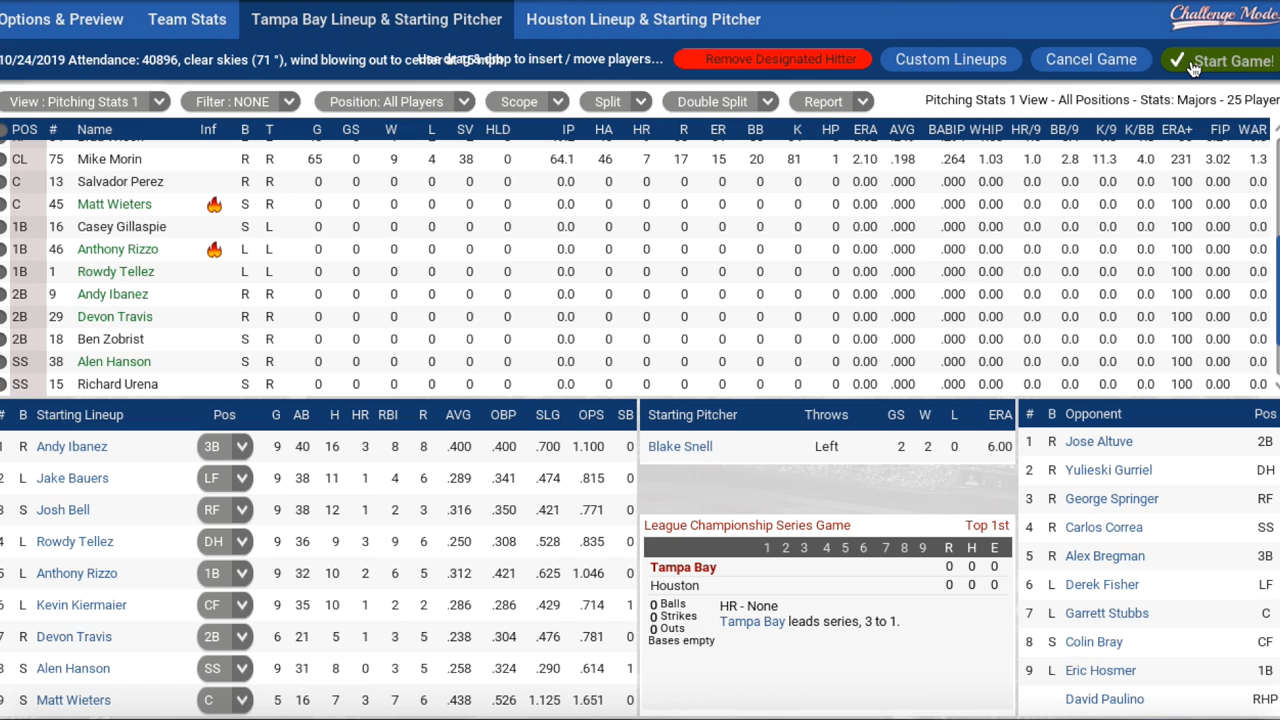 Options & Preview Team Stats Tampa Bay Lineup & Starting Pitcher Houston Lineup & Starting Pitcher Challenge Mode
10/24/2019 Attendance: 40896, clear skies (71 °), wind blowing out to center at Use drag & drop to insert / move players... Remove Designated Hitter Custom Lineups Cancel Game Start Game!
View : Pitching Stats 1 Filter : NONE Position: All Players Scope Split Double Split Report Pitching Stats 1 View - All Positions - Stats: Majors - 25 Player
POS # Name Inf B T G GS W L SV HLD IP HA HR R ER BB K HP ERA AVG BABIP WHIP HR/9 BB/9 K/9 K/BB ERA+ FIP WAR
CL 75 Mike Morin R R 65 0 9 4 38 0 64.1 46 7 17 15 20 81 1 2.10 .198 .264 1.03 1.0 2.8 11.3 4.0 231 3.02 1.3
C 13 Salvador Perez R R 0 0 0 0 0 0 0.0 0 0 0 0 0 0 0 0.00 .000 .000 0.00 0.0 0.0 0.0 0.0 100 0.00 0.0
C 45 Matt Wieters S R 0 0 0 0 0 0 0.0 0 0 0 0 0 0 0 0.00 .000 .000 0.00 0.0 0.0 0.0 0.0 100 0.00 0.0
1B 16 Casey Gillaspie S L 0 0 0 0 0 0 0.0 0 0 0 0 0 0 0 0.00 .000 .000 0.00 0.0 0.0 0.0 0.0 100 0.00 0.0
1B 46 Anthony Rizzo L L 0 0 0 0 0 0 0.0 0 0 0 0 0 0 0 0.00 .000 .000 0.00 0.0 0.0 0.0 0.0 100 0.00 0.0
1B 1 Rowdy Tellez L L 0 0 0 0 0 0 0.0 0 0 0 0 0 0 0 0.00 .000 .000 0.00 0.0 0.0 0.0 0.0 100 0.00 0.0
2B 9 Andy Ibanez R R 0 0 0 0 0 0 0.0 0 0 0 0 0 0 0 0.00 .000 .000 0.00 0.0 0.0 0.0 0.0 100 0.00 0.0
2B 29 Devon Travis R R 0 0 0 0 0 0 0.0 0 0 0 0 0 0 0 0.00 .000 .000 0.00 0.0 0.0 0.0 0.0 100 0.00 0.0
2B 18 Ben Zobrist S R 0 0 0 0 0 0 0.0 0 0 0 0 0 0 0 0.00 .000 .000 0.00 0.0 0.0 0.0 0.0 100 0.00 0.0
SS 38 Alen Hanson S R 0 0 0 0 0 0 0.0 0 0 0 0 0 0 0 0.00 .000 .000 0.00 0.0 0.0 0.0 0.0 100 0.00 0.0
SS 15 Richard Urena S R 0 0 0 0 0 0 0.0 0 0 0 0 0 0 0 0.00 .000 .000 0.00 0.0 0.0 0.0 0.0 100 0.00 0.0
# B Starting Lineup Pos G AB H HR RBI R AVG OBP SLG OPS SB
1 R Andy Ibanez 3B 9 40 16 3 8 8 .400 .400 .700 1.100 0
2 L Jake Bauers LF 9 38 11 1 4 6 .289 .341 .474 .815 0
3 S Josh Bell RF 9 38 12 1 2 3 .316 .350 .421 .771 0
4 L Rowdy Tellez DH 9 36 9 3 9 6 .250 .308 .528 .835 0
5 L Anthony Rizzo 1B 9 32 10 2 6 5 .312 .421 .625 1.046 0
6 L Kevin Kiermaier CF 9 35 10 1 2 2 .286 .286 .429 .714 1
7 R Devon Travis 2B 6 21 5 1 3 5 .238 .304 .476 .781 0
8 S Alen Hanson SS 9 31 8 0 3 5 .258 .324 .290 .614 1
9 S Matt Wieters C 5 16 7 3 7 6 .438 .526 1.125 1.651 0
Starting Pitcher Throws GS W L ERA
Blake Snell Left 2 2 0 6.00
League Championship Series Game Top 1st
1 2 3 4 5 6 7 8 9 R H E
Tampa Bay 0 0 0
Houston 0 0 0
0 Balls
0 Strikes
0 Outs
Bases empty
HR - None
Tampa Bay leads series, 3 to 1.
# B Opponent Pos
1 R Jose Altuve 2B
2 R Yulieski Gurriel DH
3 R George Springer RF
4 R Carlos Correa SS
5 R Alex Bregman 3B
6 L Derek Fisher LF
7 L Garrett Stubbs C
8 S Colin Bray CF
9 L Eric Hosmer 1B
David Paulino RHP